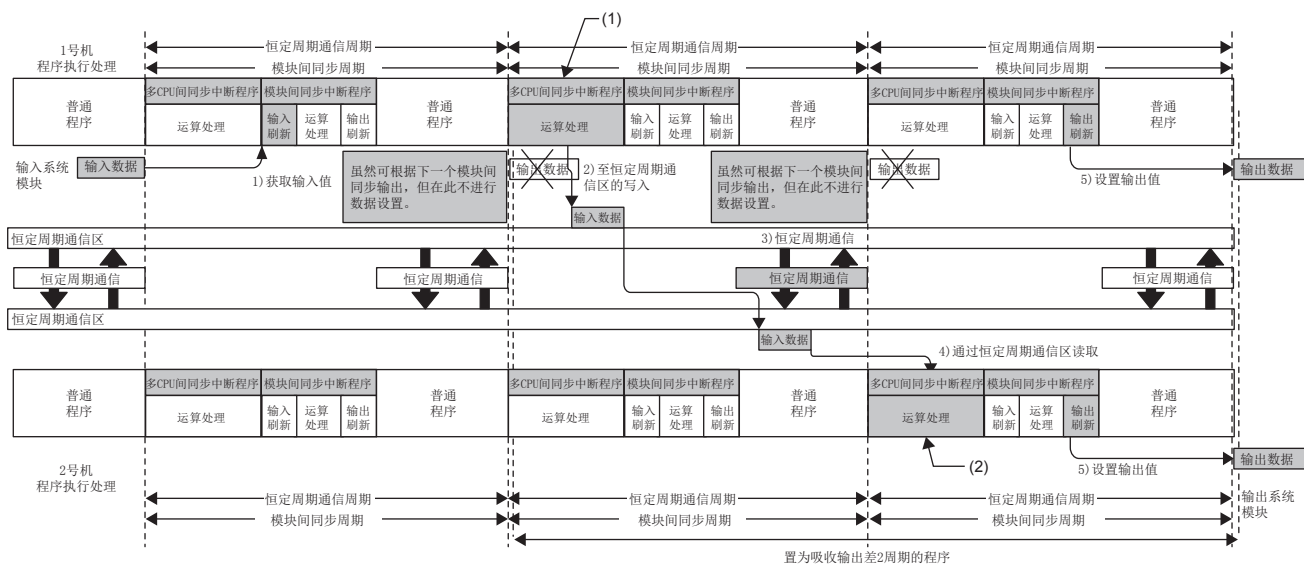 (1)
1号机
程序执行处理
恒定周期通信周期
恒定周期通信周期
恒定周期通信周期
模块间同步周期
模块间同步周期
模块间同步周期
普通
程序
多CPU间同步中断程序
模块间同步中断程序
运算处理
输入
刷新
运算
处理
输出
刷新
普通
程序
多CPU间同步中断程序
模块间同步中断程序
运算处理
输入
刷新
运算
处理
输出
刷新
普通
程序
多CPU间同步中断程序
模块间同步中断程序
运算处理
输入
刷新
运算
处理
输出
刷新
普通
程序
输入系统
模块
输入数据
1)获取输入值
虽然可根据下一个模块间
同步输出，但在此不进行
数据设置。
输出数据
2)至恒定周期通
信区的写入
虽然可根据下一个模块间
同步输出，但在此不进行
数据设置。
输出数据
5)设置输出值
输出数据
输入数据
恒定周期通信区
3)恒定周期通信
恒定周期通信
恒定周期通信
恒定周期通信
恒定周期通信
恒定周期通信区
输入数据
4)通过恒定周期通信区读取
普通
程序
多CPU间同步中断程序
模块间同步中断程序
运算处理
输入
刷新
运算
处理
输出
刷新
普通
程序
多CPU间同步中断程序
模块间同步中断程序
运算处理
输入
刷新
运算
处理
输出
刷新
普通
程序
多CPU间同步中断程序
模块间同步中断程序
运算处理
输入
刷新
运算
处理
输出
刷新
普通
程序
2号机
程序执行处理
(2)
5)设置输出值
输出数据
恒定周期通信周期
恒定周期通信周期
恒定周期通信周期
模块间同步周期
模块间同步周期
模块间同步周期
输出系统
模块
置为吸收输出差2周期的程序